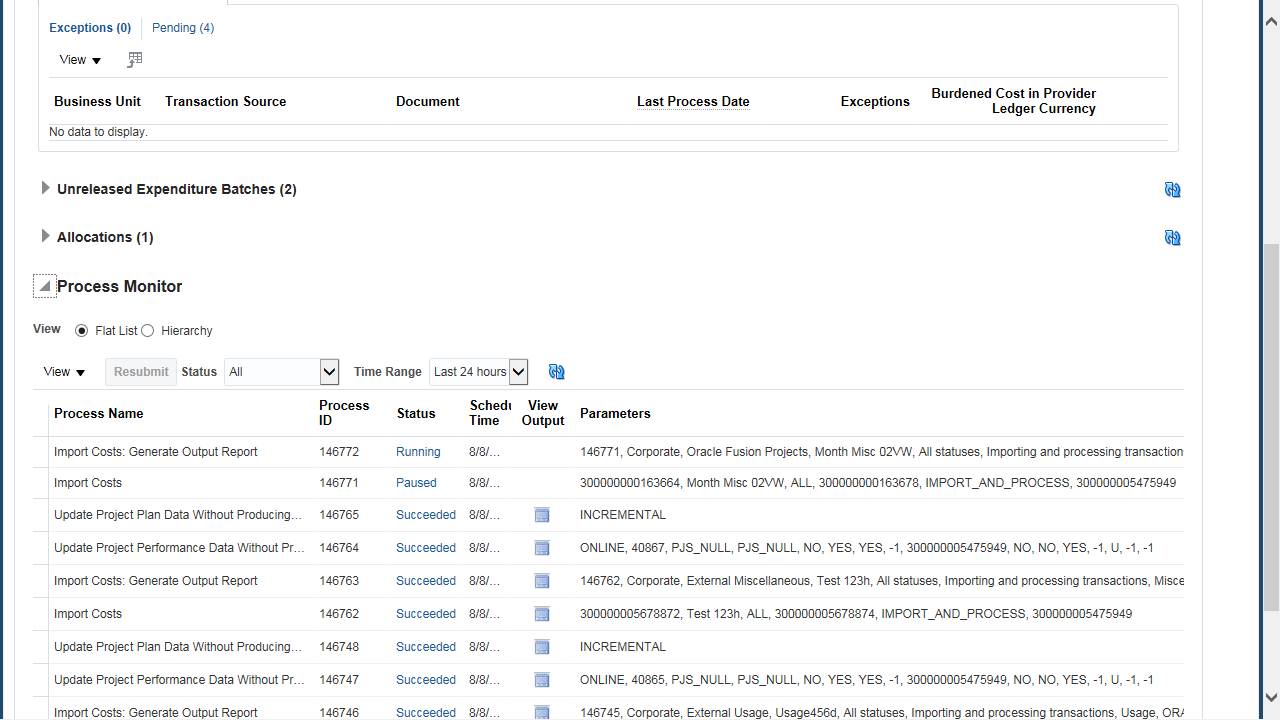 Exceptions (0) Pending (4)
View
Business Unit Transaction Source Document Last Process Date Exceptions Burdened Cost in Provider Ledger Currency
No data to display.
Unreleased Expenditure Batches (2)
Allocations (1)
Process Monitor
View Flat List Hierarchy
View Resubmit Status All Time Range Last 24 hours
Process Name Process ID Status Schedu Time View Output Parameters
Import Costs: Generate Output Report 146772 Running 8/8/... 146771, Corporate, Oracle Fusion Projects, Month Misc 02VW, All statuses, Importing and processing transaction
Import Costs 146771 Paused 8/8/... 300000000163664, Month Misc 02VW, ALL, 300000000163678, IMPORT_AND_PROCESS, 300000005475949
Update Project Plan Data Without Producing... 146765 Succeeded 8/8/... INCREMENTAL
Update Project Performance Data Without Pr... 146764 Succeeded 8/8/... ONLINE, 40867, PJS_NULL, PJS_NULL, NO, YES, YES, -1, 300000005475949, NO, NO, YES, -1, U, -1, -1
Import Costs: Generate Output Report 146763 Succeeded 8/8/... 146762, Corporate, External Miscellaneous, Test 123h, All statuses, Importing and processing transactions, Misce
Import Costs 146762 Succeeded 8/8/... 300000005678872, Test 123h, ALL, 300000005678874, IMPORT_AND_PROCESS, 300000005475949
Update Project Plan Data Without Producing... 146748 Succeeded 8/8/... INCREMENTAL
Update Project Performance Data Without Pr... 146747 Succeeded 8/8/... ONLINE, 40865, PJS_NULL, PJS_NULL, NO, YES, YES, -1, 300000005475949, NO, NO, YES, -1, U, -1, -1
Import Costs: Generate Output Report 146746 Succeeded 8/8/... 146745, Corporate, External Usage, Usage456d, All statuses, Importing and processing transactions, Usage, ORA